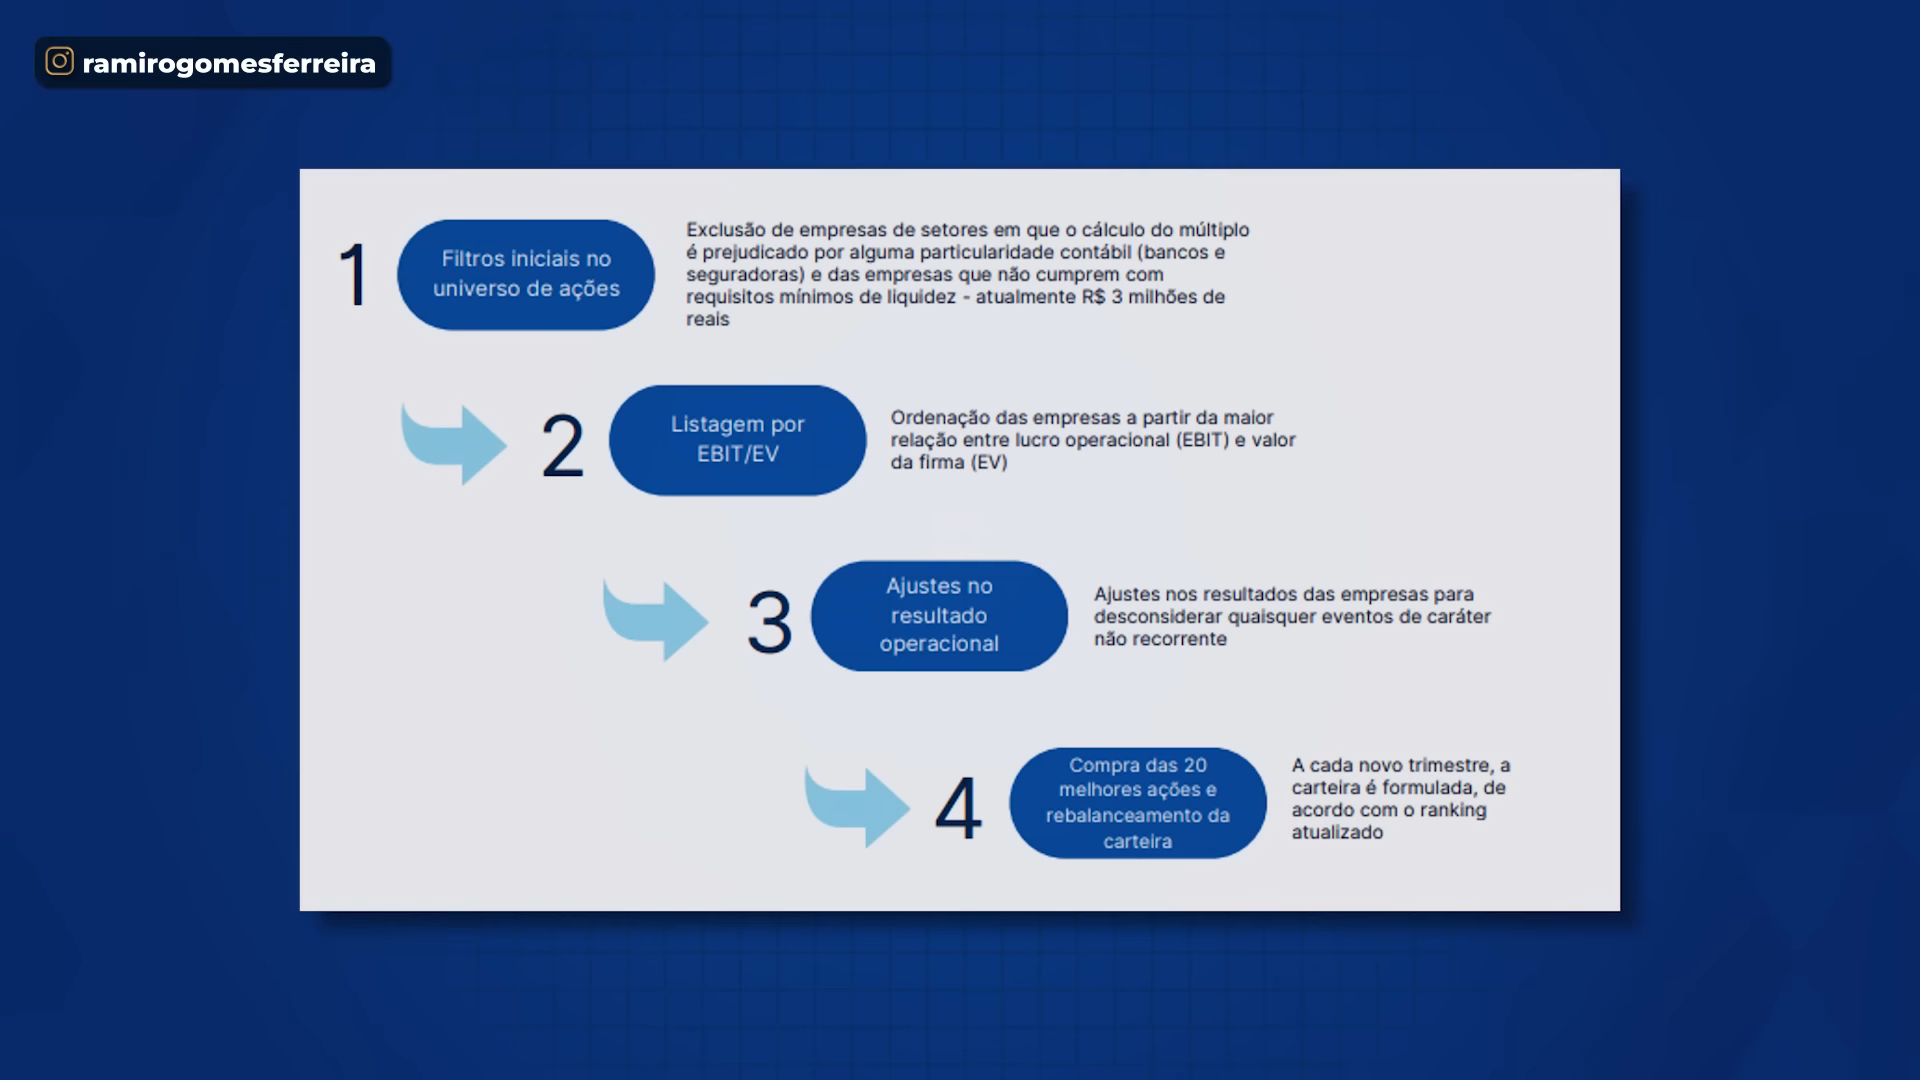 ramirogomesferreira
1
Filtros iniciais no
universo de ações
Exclusão de empresas de setores em que o cálculo do múltiplo
é prejudicado por alguma particularidade contábil (bancos e
seguradoras) e das empresas que não cumprem com
requisitos mínimos de liquidez - atualmente R$ 3 milhões de
reais
2
Listagem por
EBIT/EV
Ordenação das empresas a partir da maior
relação entre lucro operacional (EBIT) e valor
da firma (EV)
3
Ajustes no
resultado
operacional
Ajustes nos resultados das empresas para
desconsiderar quaisquer eventos de caráter
não recorrente
4
Compra das 20
melhores ações e
rebalanceamento da
carteira
A cada novo trimestre, a
carteira é formulada, de
acordo com o ranking
atualizado